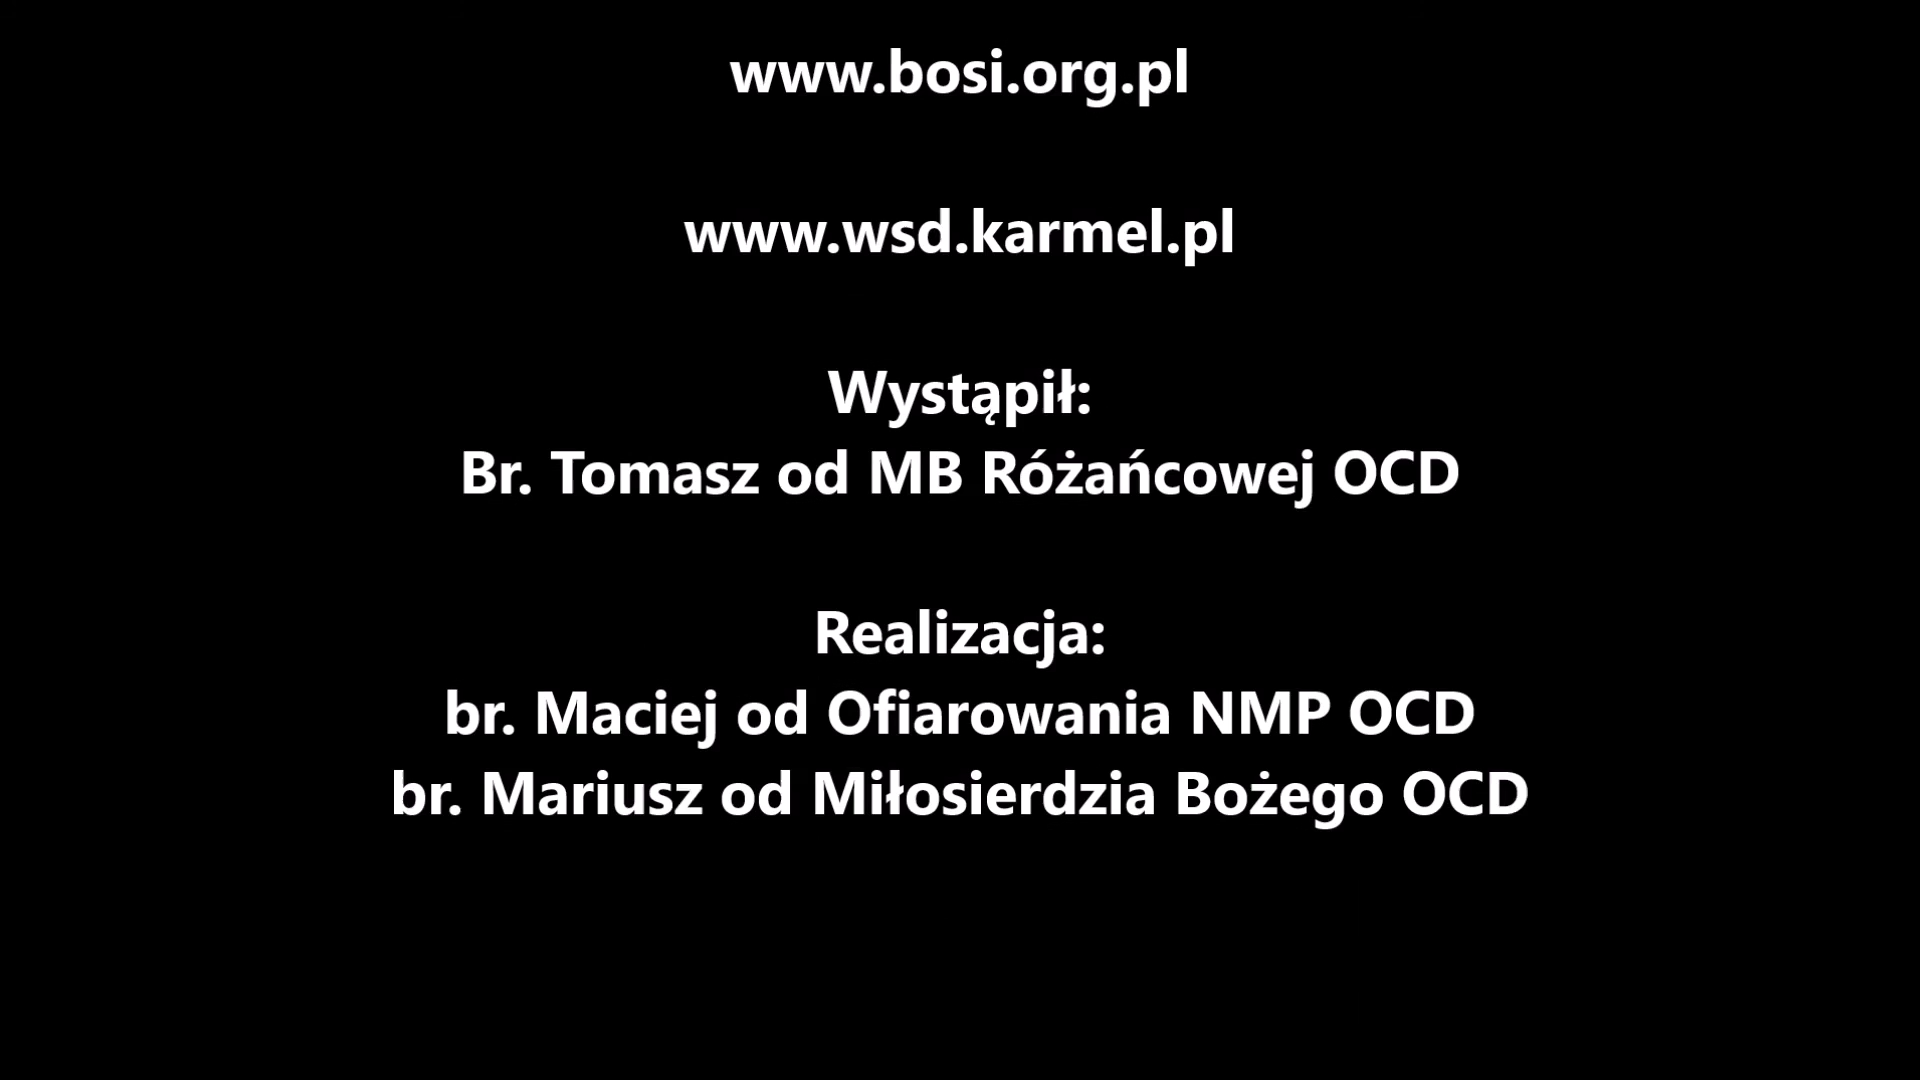 www.bosi.org.pl
www.wsd.karmel.pl
Wystąpił:
Br. Tomasz od MB Różańcowej OCD
Realizacja:
br. Maciej od Ofiarowania NMP OCD
br. Mariusz od Miłosierdzia Bożego OCD